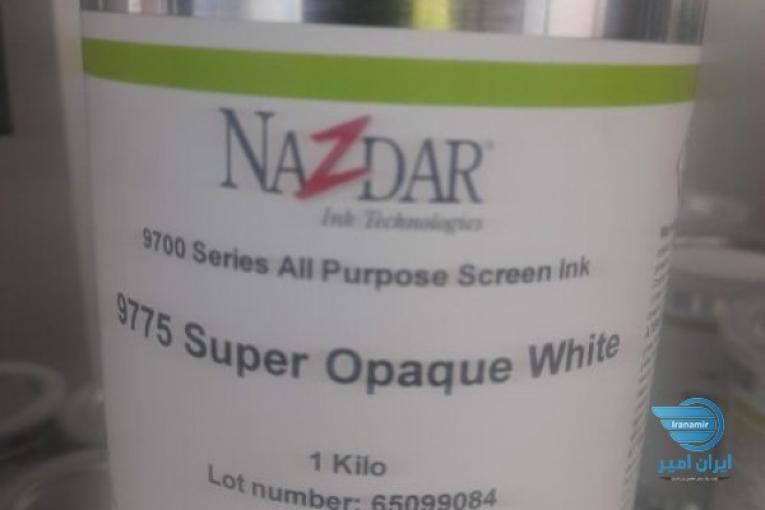 NAZDAR®
Ink Technologies
9700 Series All Purpose Screen Ink
9775 Super Opaque White
1 Kilo
Lot number: 65099084
Iranamir
ایران امیر